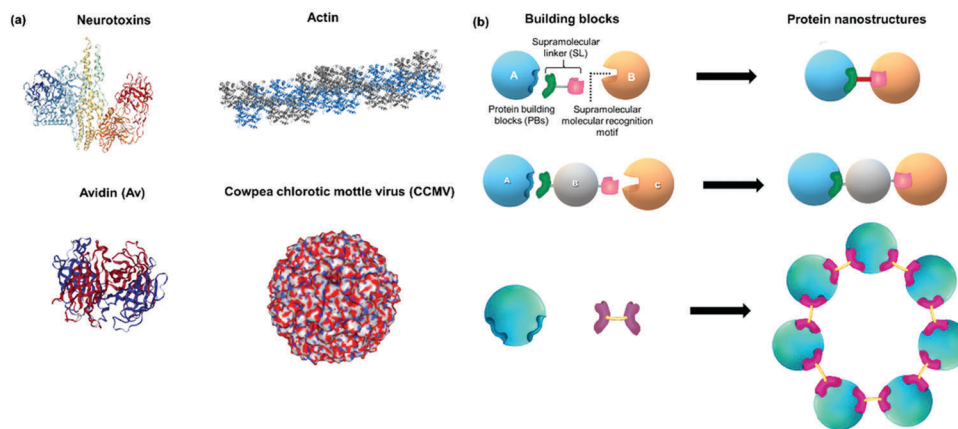 (a)
Neurotoxins
Actin
Avidin (Av)
Cowpea chlorotic mottle virus (CCMV)
(b)
Building blocks
Protein nanostructures
Supramolecular
linker (SL)
A
B
Protein building
blocks (PBs)
Supramolecular
molecular recognition
motif
A
B
C